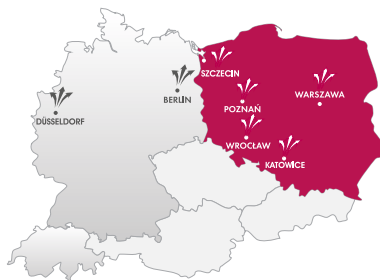 SZCZECIN
BERLIN
WARSZAWA
POZNAŃ
DÜSSELDORF
WROCŁAW
KATOWICE